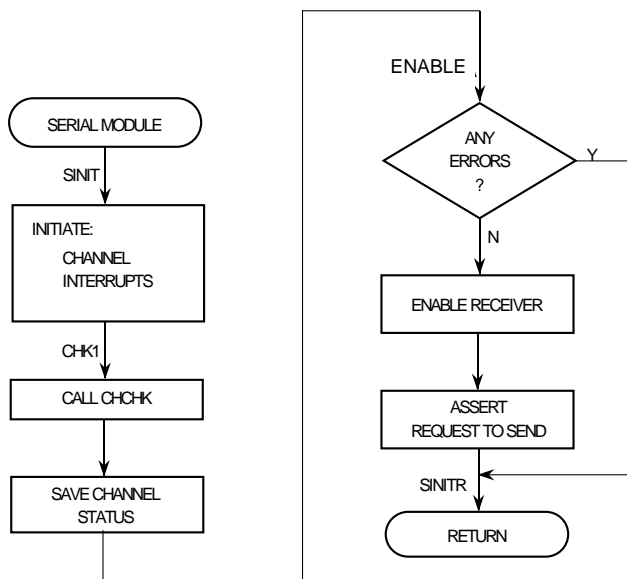 SERIAL MODULE
SINIT
INITIATE:
CHANNEL
INTERRUPTS
CHK1
CALL CHCHK
SAVE CHANNEL
STATUS
ENABLE
ANY
ERRORS
?
Y
N
ENABLE RECEIVER
ASSERT
REQUEST TO SEND
SINITR
RETURN